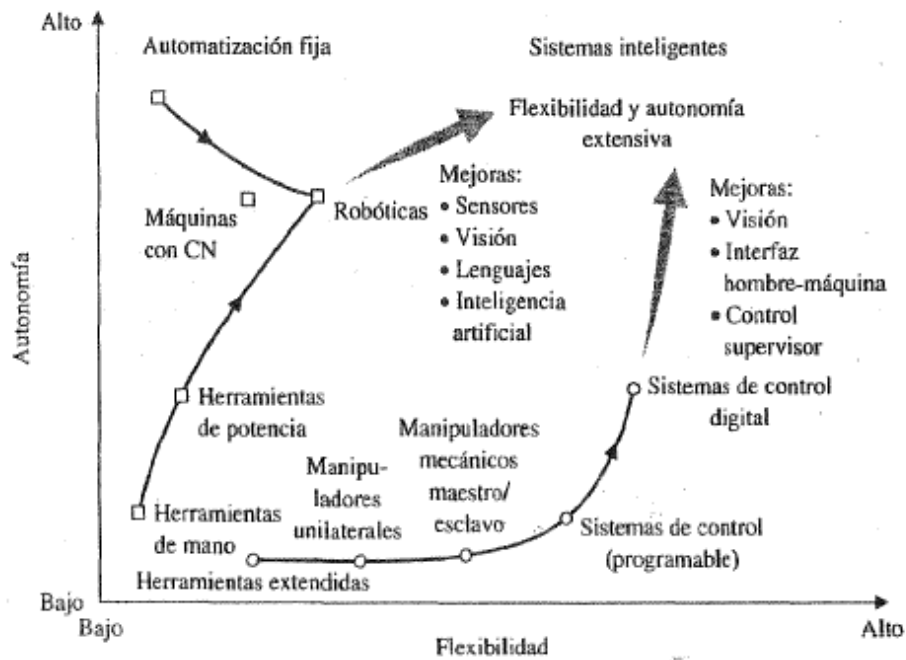 Alto
Automatización fija
Sistemas inteligentes
Flexibilidad y autonomía
extensiva
Mejoras:
• Sensores
• Visión
• Lenguajes
• Inteligencia
artificial
Mejoras:
• Visión
• Interfaz
hombre-máquina
• Control
supervisor
Robóticas
Máquinas
con CN
Autonomía
Herramientas
de potencia
Sistemas de control
digital
Manipuladores
mecánicos
maestro/
esclavo
Manipu-
ladores
unilaterales
Herramientas
de mano
Sistemas de control
(programable)
Herramientas extendidas
Bajo
Bajo
Flexibilidad
Alto